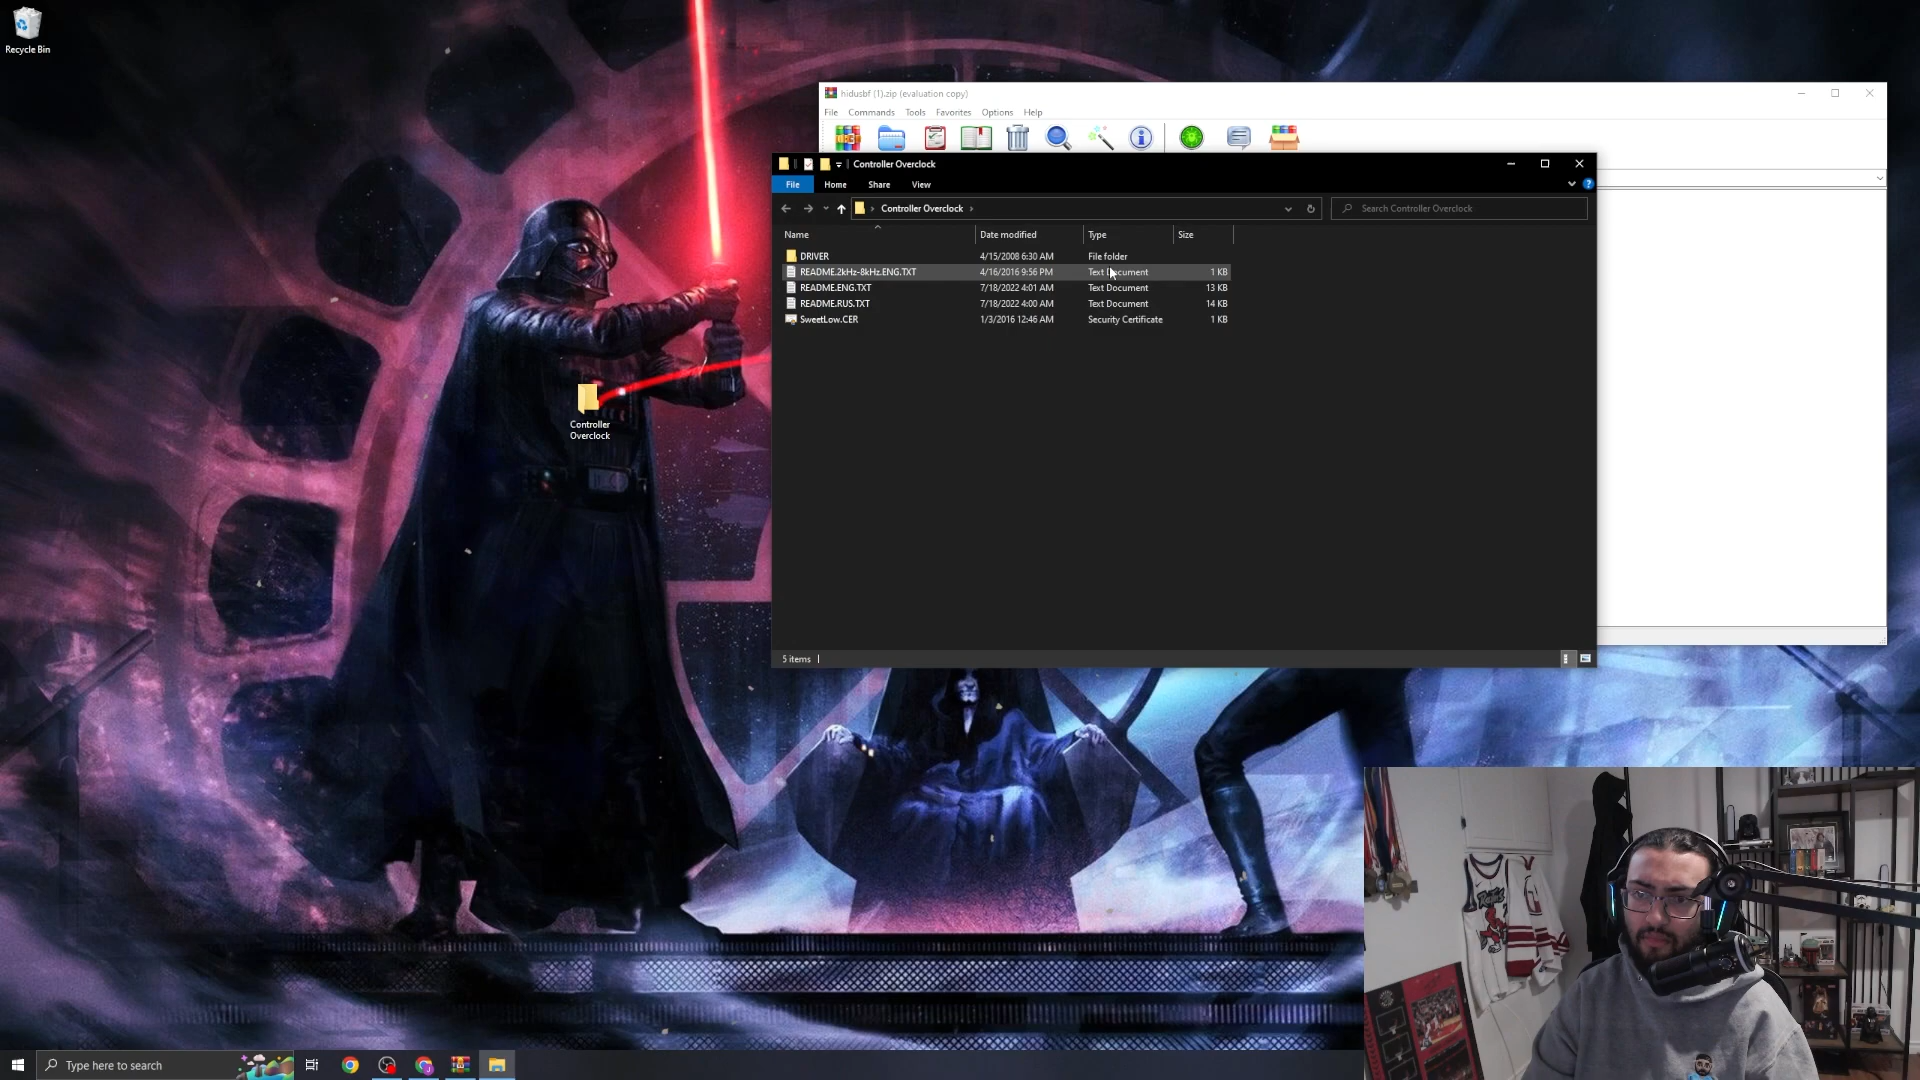 Recycle Bin
hidusbf (1).zip (evaluation copy)
File Commands Tools Favorites Options Help
Controller Overclock
File Home Share View
Controller Overclock
Search Controller Overclock
Name Date modified Type Size
DRIVER 4/15/2008 6:30 AM File folder
README.2kHz-8kHz.ENG.TXT 4/16/2016 9:56 PM Text Document 1 KB
README.ENG.TXT 7/18/2022 4:01 AM Text Document 13 KB
README.RUS.TXT 7/18/2022 4:00 AM Text Document 14 KB
SweetLow.CER 1/3/2016 12:46 AM Security Certificate 1 KB
Controller
Overclock
5 items
Type here to search